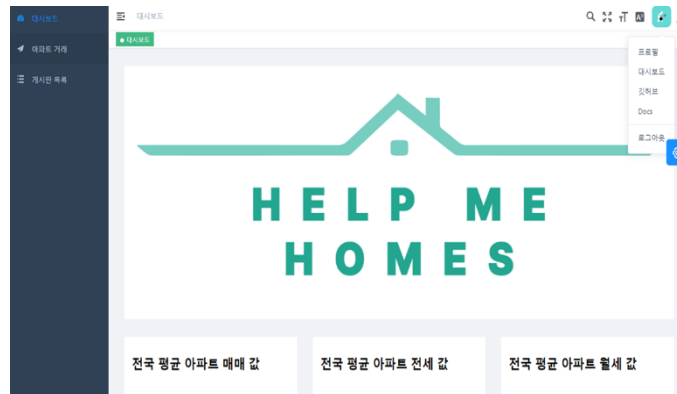 대시보드
아파트 거래
게시판 목록
대시보드
대시보드
프로필
대시보드
깃허브
Docs
로그아웃
HELP ME
HOMES
전국 평균 아파트 매매 값
전국 평균 아파트 전세 값
전국 평균 아파트 월세 값